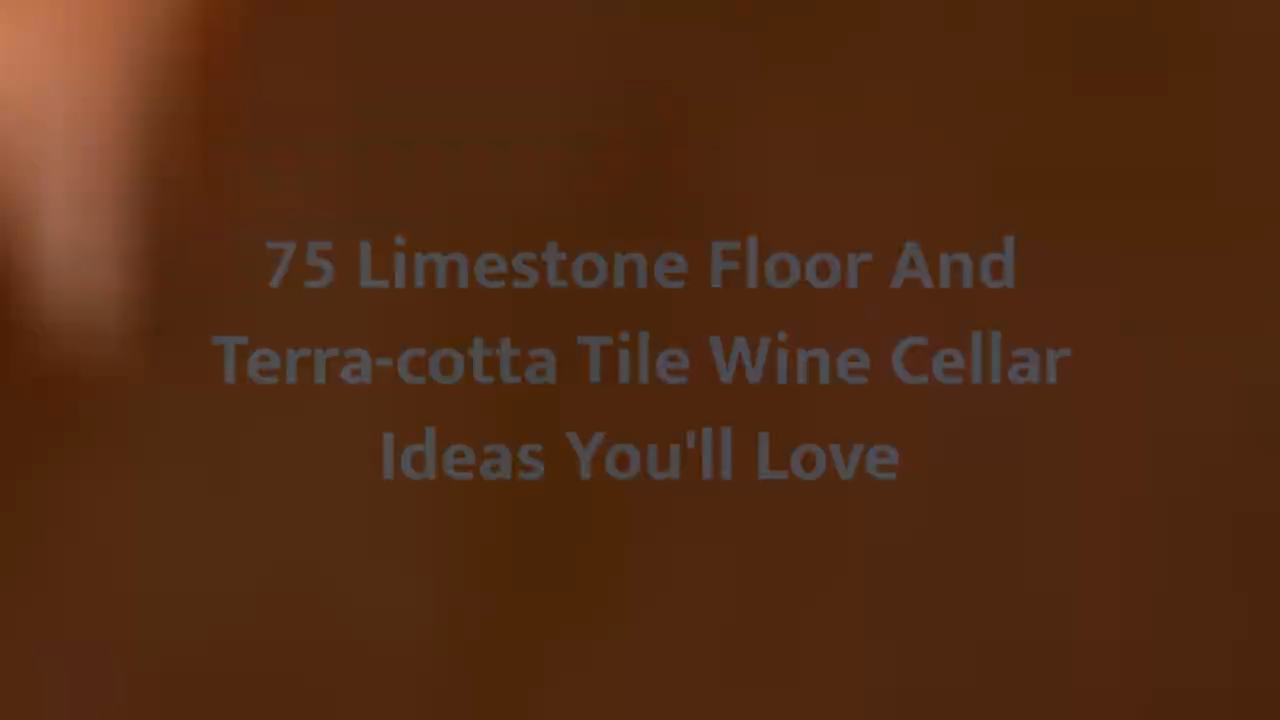 75 Limestone Floor And
Terra-cotta Tile Wine Cellar
Ideas You'll Love